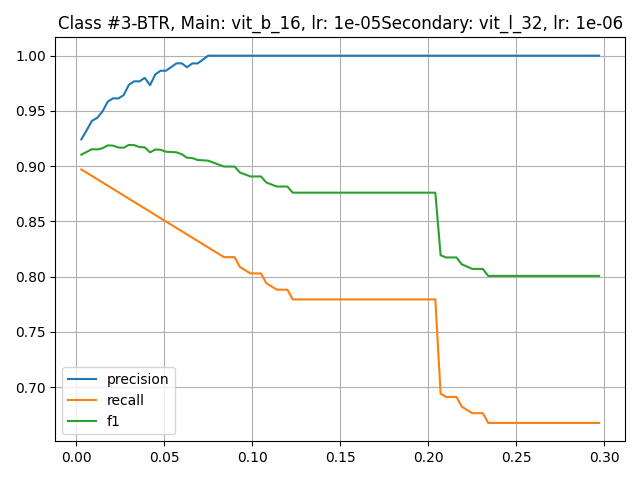 Class #3-BTR, Main: vit_b_16, lr: 1e-05Secondary: vit_l_32, lr: 1e-06
1.00
0.95
0.90
0.85
0.80
0.75
0.70
precision
recall
f1
0.00 0.05 0.10 0.15 0.20 0.25 0.30